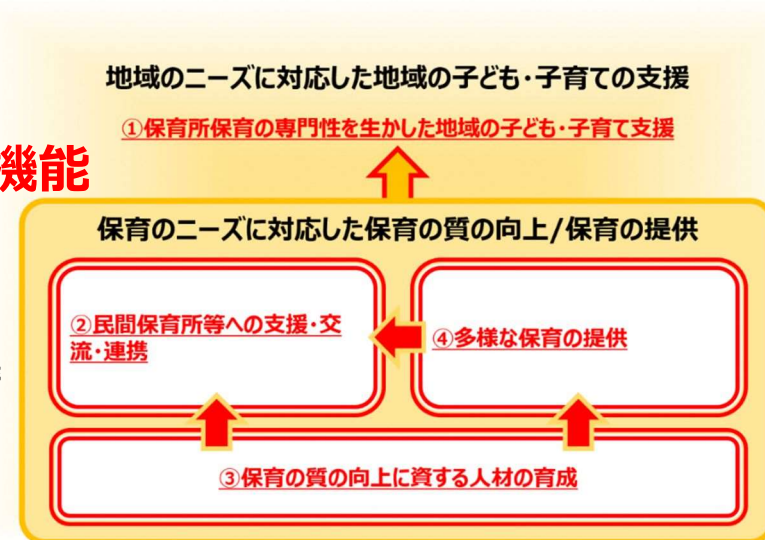 地域のニーズに対応した地域の子ども・子育ての支援
①保育所保育の専門性を生かした地域の子ども・子育て支援
機能
保育のニーズに対応した保育の質の向上/保育の提供
②民間保育所等への支援・交
流・連携
④多様な保育の提供
③保育の質の向上に資する人材の育成